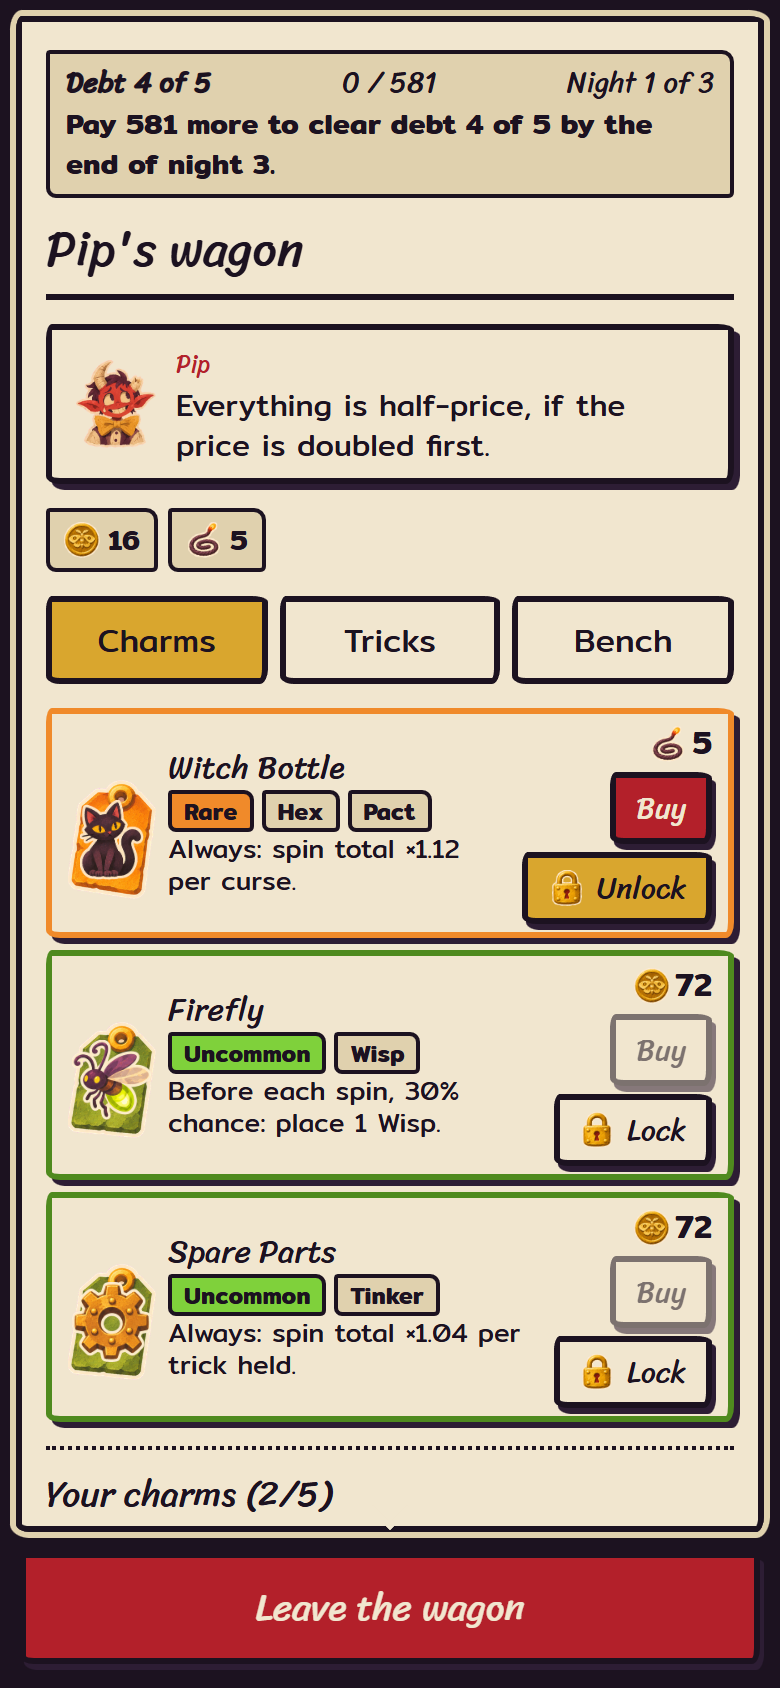 Debt 4 of 5 0 / 581 Night 1 of 3
Pay 581 more to clear debt 4 of 5 by the
end of night 3.
Pip's wagon
Pip
Everything is half-price, if the
price is doubled first.
16 5
Charms Tricks Bench
Witch Bottle
Rare Hex Pact
Always: spin total ×1.12
per curse.
5
Buy
Unlock
Firefly
Uncommon Wisp
Before each spin, 30%
chance: place 1 Wisp.
72
Buy
Lock
Spare Parts
Uncommon Tinker
Always: spin total ×1.04 per
trick held.
72
Buy
Lock
Your charms (2/5)
Leave the wagon